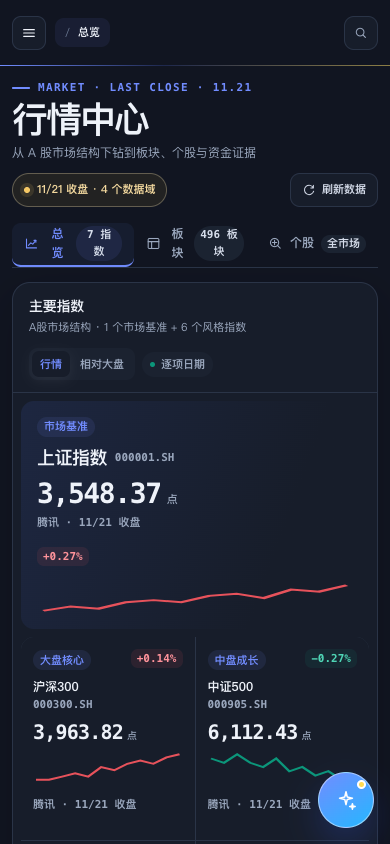 / 总览
MARKET · LAST CLOSE · 11.21
行情中心
从 A 股市场结构下钻到板块、个股与资金证据
11/21 收盘 · 4 个数据域
刷新数据
总览 7 指数
板块 496 板块
个股 全市场
主要指数
A股市场结构 · 1 个市场基准 + 6 个风格指数
行情 相对大盘 逐项日期
市场基准
上证指数 000001.SH
3,548.37 点
腾讯 · 11/21 收盘
+0.27%
大盘核心 +0.14%
沪深300
000300.SH
3,963.82 点
腾讯 · 11/21 收盘
中盘成长 −0.27%
中证500
000905.SH
6,112.43 点
腾讯 · 11/21 收盘